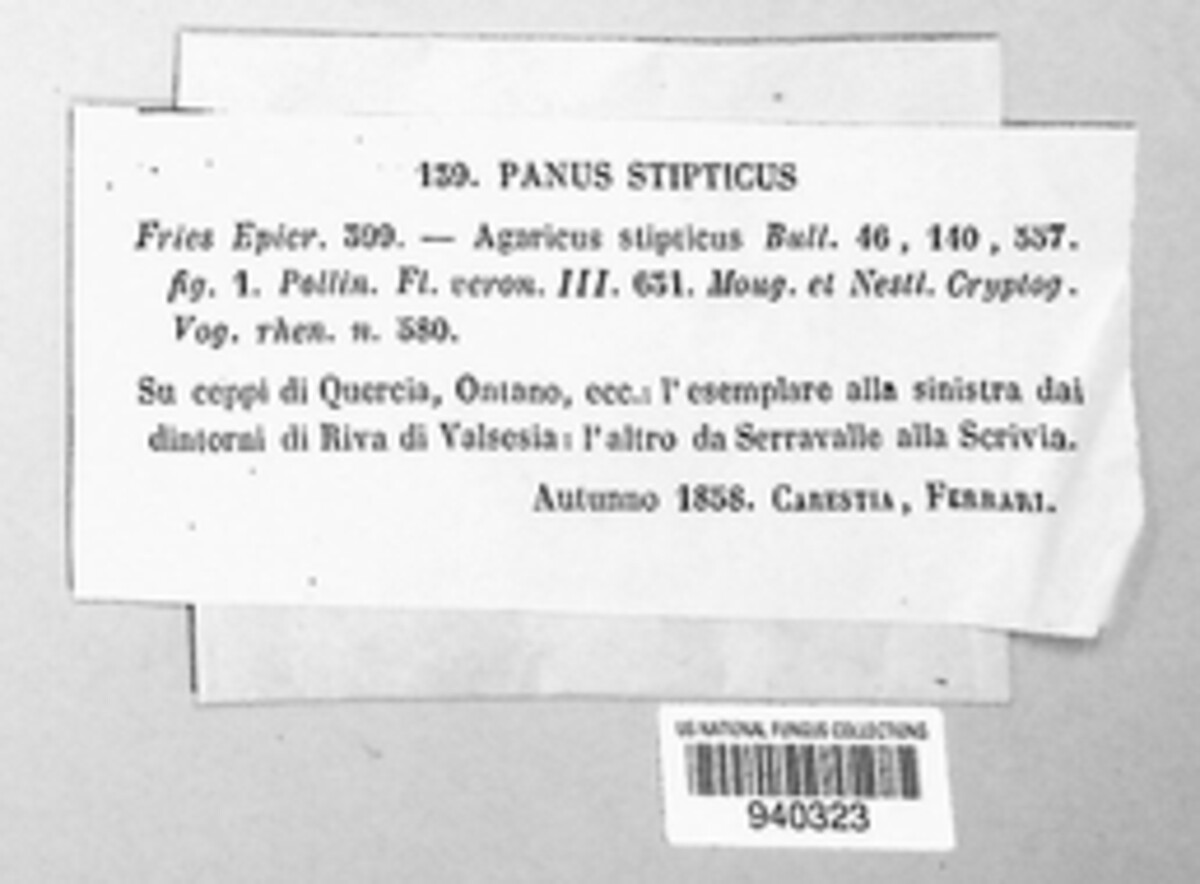 139. PANUS STIPTICUS
Fries Epicr. 399. — Agaricus stipticus Bull. 46, 140, 557.
fig. 1. Pollin. Fl. veron. III. 631. Moug. et Nestl. Cryptog.
Vog. rhen. n. 580.
Su ceppi di Quercia, Ontano, ecc.: l'esemplare alla sinistra dai
dintorni di Riva di Valsesia: l'altro da Serravalle alla Scrivia.
Autunno 1858. CARESTIA, FERRARI.
US NATIONAL FUNGUS COLLECTIONS
940323